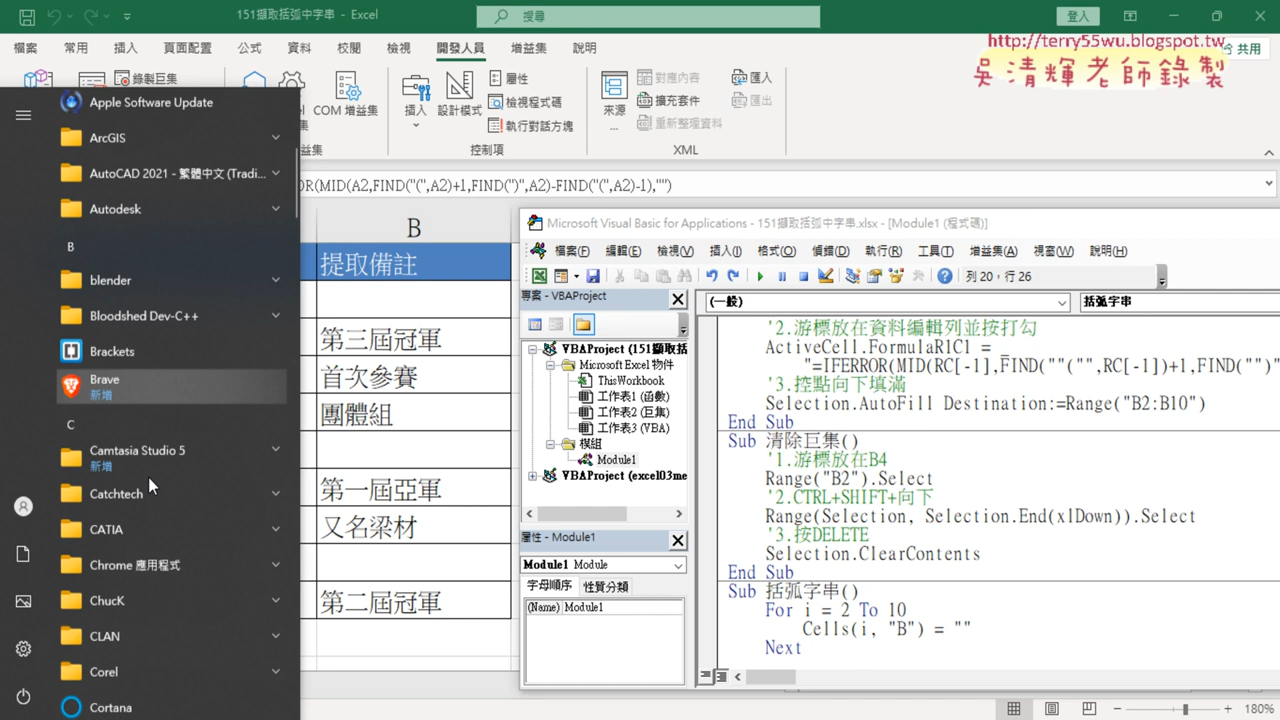 151擷取括弧中字串 - Excel
搜尋
登入
檔案 常用 插入 頁面配置 公式 資料 校閱 檢視 開發人員 增益集 說明
共用
http://terry55wu.blogspot.tw
吳清輝老師錄製
錄製巨集
COM 增益集
插入
設計模式
屬性
檢視程式碼
執行對話方塊
控制項
來源
對應內容
擴充套件
重新整理資料
匯入
匯出
XML
OR(MID(A2,FIND("(",A2)+1,FIND(")",A2)-FIND("(",A2)-1),"")
Apple Software Update
ArcGIS
AutoCAD 2021 - 繁體中文 (Tradi...
Autodesk
B
blender
Bloodshed Dev-C++
Brackets
Brave
新增
C
Camtasia Studio 5
新增
Catchtech
CATIA
Chrome 應用程式
ChucK
CLAN
Corel
Cortana
B
提取備註
第三屆冠軍
首次參賽
團體組
第一屆亞軍
又名梁材
第二屆冠軍
Microsoft Visual Basic for Applications - 151擷取括弧中字串.xlsx - [Module1 (程式碼)]
檔案(F) 編輯(E) 檢視(V) 插入(I) 格式(O) 偵錯(D) 執行(R) 工具(T) 增益集(A) 視窗(W) 說明(H)
列 20，行 26
專案 - VBAProject
VBAProject (151擷取括
Microsoft Excel 物件
ThisWorkbook
工作表1 (函數)
工作表2 (巨集)
工作表3 (VBA)
模組
Module1
VBAProject (excel03me
屬性 - Module1
Module1 Module
字母順序 性質分類
(Name) Module1
(一般) 括弧字串
'2.游標放在資料編輯列並按打勾
ActiveCell.FormulaR1C1 = _
"=IFERROR(MID(RC[-1],FIND(""("",RC[-1])+1,FIND("")"
'3.控點向下填滿
Selection.AutoFill Destination:=Range("B2:B10")
End Sub
Sub 清除巨集()
'1.游標放在B4
Range("B2").Select
'2.CTRL+SHIFT+向下
Range(Selection, Selection.End(xlDown)).Select
'3.按DELETE
Selection.ClearContents
End Sub
Sub 括弧字串()
For i = 2 To 10
Cells(i, "B") = ""
Next
180%